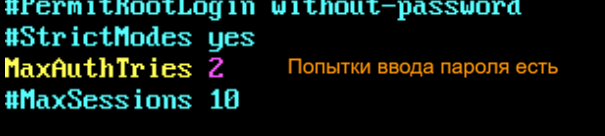 #PermitRootLogin without-password
#StrictModes yes
MaxAuthTries 2 Попытки ввода пароля есть
#MaxSessions 10